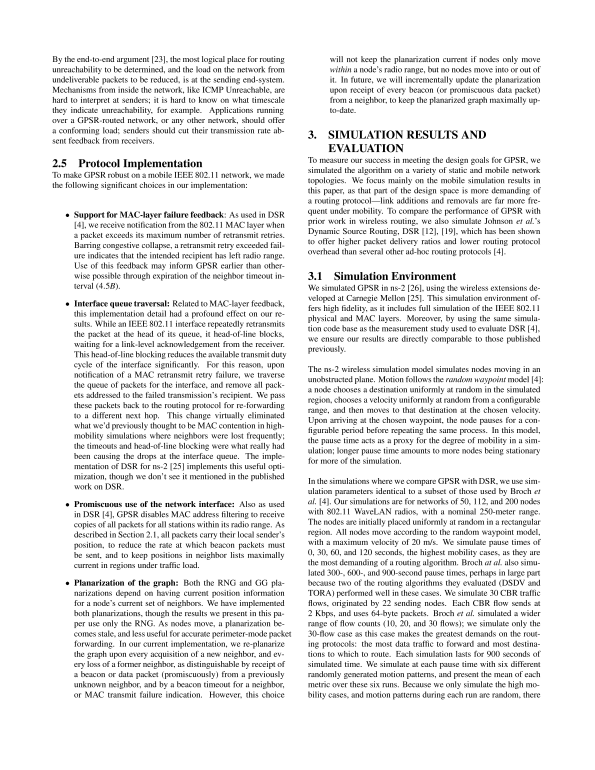 By the end-to-end argument [23], the most logical place for routing
unreachability to be determined, and the load on the network from
undeliverable packets to be reduced, is at the sending end-system.
Mechanisms from inside the network, like ICMP Unreachable, are
hard to interpret at senders; it is hard to know on what timescale
they indicate unreachability, for example. Applications running
over a GPSR-routed network, or any other network, should offer
a conforming load; senders should cut their transmission rate ab-
sent feedback from receivers.
2.5 Protocol Implementation
To make GPSR robust on a mobile IEEE 802.11 network, we made
the following significant choices in our implementation:
• Support for MAC-layer failure feedback: As used in DSR
[4], we receive notification from the 802.11 MAC layer when
a packet exceeds its maximum number of retransmit retries.
Barring congestive collapse, a retransmit retry exceeded fail-
ure indicates that the intended recipient has left radio range.
Use of this feedback may inform GPSR earlier than other-
wise possible through expiration of the neighbor timeout in-
terval (4.5B).
• Interface queue traversal: Related to MAC-layer feedback,
this implementation detail had a profound effect on our re-
sults. While an IEEE 802.11 interface repeatedly retransmits
the packet at the head of its queue, it head-of-line blocks,
waiting for a link-level acknowledgement from the receiver.
This head-of-line blocking reduces the available transmit duty
cycle of the interface significantly. For this reason, upon
notification of a MAC retransmit retry failure, we traverse
the queue of packets for the interface, and remove all pack-
ets addressed to the failed transmission's recipient. We pass
these packets back to the routing protocol for re-forwarding
to a different next hop. This change virtually eliminated
what we'd previously thought to be MAC contention in high-
mobility simulations where neighbors were lost frequently;
the timeouts and head-of-line blocking were what really had
been causing the drops at the interface queue. The imple-
mentation of DSR for ns-2 [25] implements this useful opti-
mization, though we don't see it mentioned in the published
work on DSR.
• Promiscuous use of the network interface: Also as used
in DSR [4], GPSR disables MAC address filtering to receive
copies of all packets for all stations within its radio range. As
described in Section 2.1, all packets carry their local sender's
position, to reduce the rate at which beacon packets must
be sent, and to keep positions in neighbor lists maximally
current in regions under traffic load.
• Planarization of the graph: Both the RNG and GG pla-
narizations depend on having current position information
for a node's current set of neighbors. We have implemented
both planarizations, though the results we present in this pa-
per use only the RNG. As nodes move, a planarization be-
comes stale, and less useful for accurate perimeter-mode packet
forwarding. In our current implementation, we re-planarize
the graph upon every acquisition of a new neighbor, and ev-
ery loss of a former neighbor, as distinguishable by receipt of
a beacon or data packet (promiscuously) from a previously
unknown neighbor, and by a beacon timeout for a neighbor,
or MAC transmit failure indication. However, this choice
will not keep the planarization current if nodes only move
within a node's radio range, but no nodes move into or out of
it. In future, we will incrementally update the planarization
upon receipt of every beacon (or promiscuous data packet)
from a neighbor, to keep the planarized graph maximally up-
to-date.
3. SIMULATION RESULTS AND
EVALUATION
To measure our success in meeting the design goals for GPSR, we
simulated the algorithm on a variety of static and mobile network
topologies. We focus mainly on the mobile simulation results in
this paper, as that part of the design space is more demanding of
a routing protocol—link additions and removals are far more fre-
quent under mobility. To compare the performance of GPSR with
prior work in wireless routing, we also simulate Johnson et al.'s
Dynamic Source Routing, DSR [12], [19], which has been shown
to offer higher packet delivery ratios and lower routing protocol
overhead than several other ad-hoc routing protocols [4].
3.1 Simulation Environment
We simulated GPSR in ns-2 [26], using the wireless extensions de-
veloped at Carnegie Mellon [25]. This simulation environment of-
fers high fidelity, as it includes full simulation of the IEEE 802.11
physical and MAC layers. Moreover, by using the same simula-
tion code base as the measurement study used to evaluate DSR [4],
we ensure our results are directly comparable to those published
previously.
The ns-2 wireless simulation model simulates nodes moving in an
unobstructed plane. Motion follows the random waypoint model [4]:
a node chooses a destination uniformly at random in the simulated
region, chooses a velocity uniformly at random from a configurable
range, and then moves to that destination at the chosen velocity.
Upon arriving at the chosen waypoint, the node pauses for a con-
figurable period before repeating the same process. In this model,
the pause time acts as a proxy for the degree of mobility in a sim-
ulation; longer pause time amounts to more nodes being stationary
for more of the simulation.
In the simulations where we compare GPSR with DSR, we use sim-
ulation parameters identical to a subset of those used by Broch et
al. [4]. Our simulations are for networks of 50, 112, and 200 nodes
with 802.11 WaveLAN radios, with a nominal 250-meter range.
The nodes are initially placed uniformly at random in a rectangular
region. All nodes move according to the random waypoint model,
with a maximum velocity of 20 m/s. We simulate pause times of
0, 30, 60, and 120 seconds, the highest mobility cases, as they are
the most demanding of a routing algorithm. Broch et al. also simu-
lated 300-, 600-, and 900-second pause times, perhaps in large part
because two of the routing algorithms they evaluated (DSDV and
TORA) performed well in these cases. We simulate 30 CBR traffic
flows, originated by 22 sending nodes. Each CBR flow sends at
2 Kbps, and uses 64-byte packets. Broch et al. simulated a wider
range of flow counts (10, 20, and 30 flows); we simulate only the
30-flow case as this case makes the greatest demands on the rout-
ing protocols: the most data traffic to forward and most destina-
tions to which to route. Each simulation lasts for 900 seconds of
simulated time. We simulate at each pause time with six different
randomly generated motion patterns, and present the mean of each
metric over these six runs. Because we only simulate the high mo-
bility cases, and motion patterns during each run are random, there